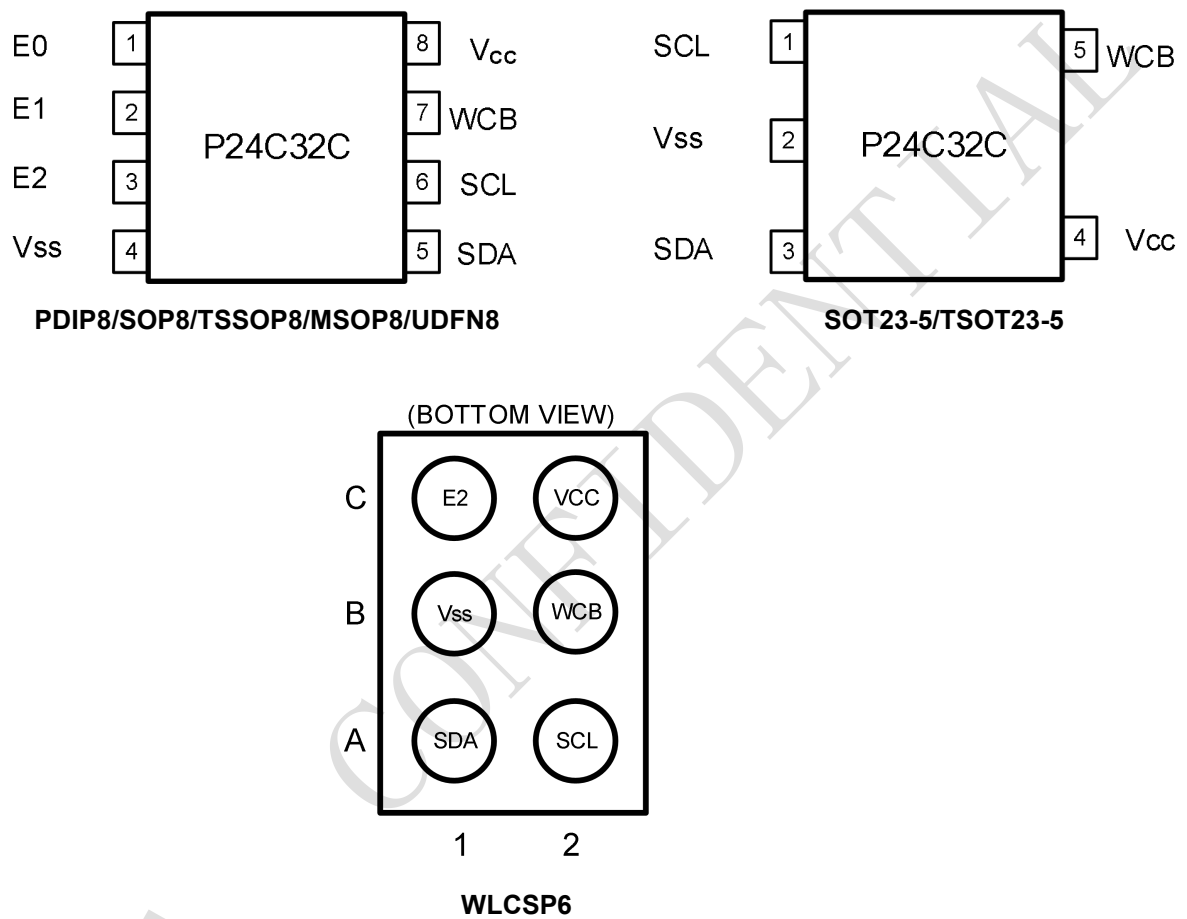 E0 1 8 Vcc
E1 2 7 WCB
E2 3 6 SCL
Vss 4 5 SDA
P24C32C
PDIP8/SOP8/TSSOP8/MSOP8/UDFN8
SCL 1 5 WCB
Vss 2
SDA 3 4 Vcc
P24C32C
SOT23-5/TSOT23-5
(BOTTOM VIEW)
C E2 VCC
B Vss WCB
A SDA SCL
1 2
WLCSP6
CONFIDENTIAL